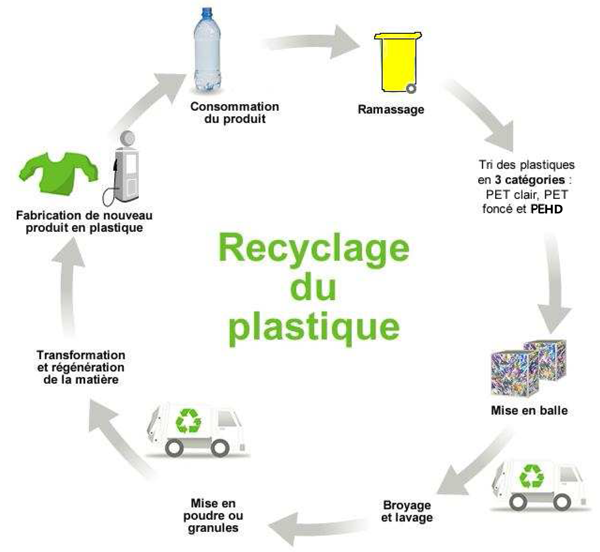 Consommation
du produit
Ramassage
Tri des plastiques
en 3 catégories :
PET clair, PET
foncé et PEHD
Mise en balle
Broyage
et lavage
Mise en
poudre ou
granules
Transformation
et régénération
de la matière
Fabrication de nouveau
produit en plastique
Recyclage
du
plastique